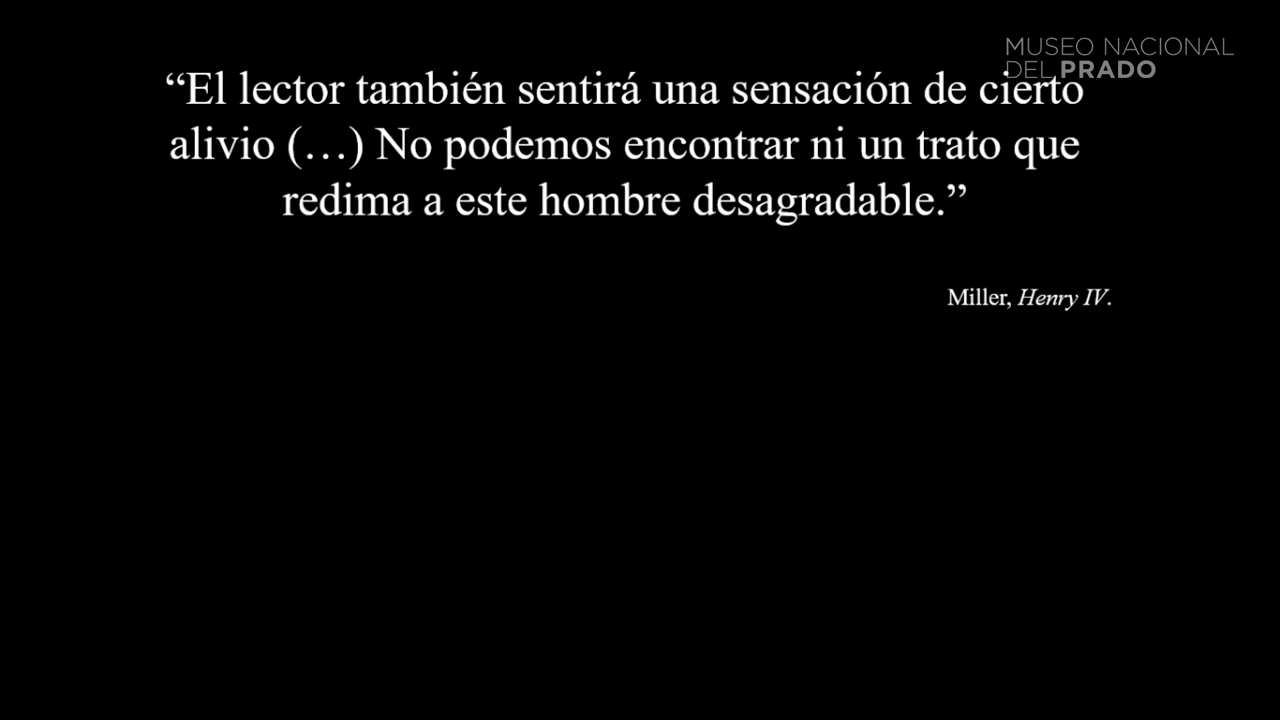 MUSEO NACIONAL
DEL PRADO
“El lector también sentirá una sensación de cierto
alivio (…) No podemos encontrar ni un trato que
redima a este hombre desagradable.”
Miller, Henry IV.